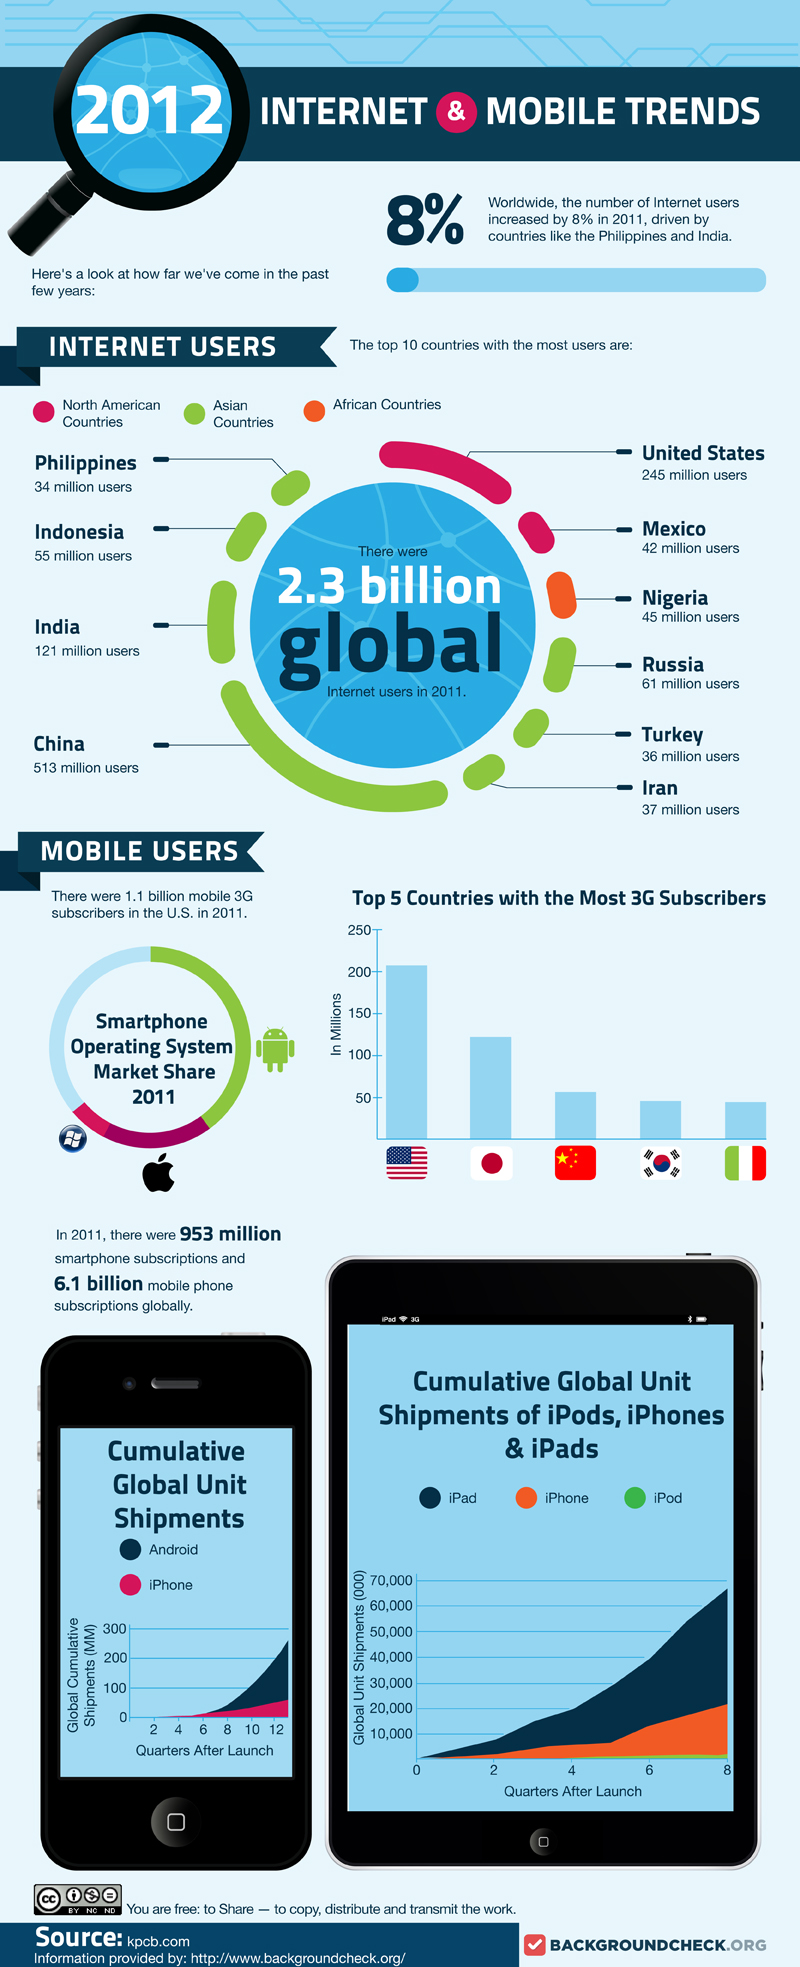 2012
INTERNET & MOBILE TRENDS
8%
Worldwide, the number of Internet users
increased by 8% in 2011, driven by
countries like the Philippines and India.
Here's a look at how far we've come in the past
few years:
INTERNET USERS
The top 10 countries with the most users are:
North American
Countries
Asian
Countries
African Countries
Philippines
34 million users
Indonesia
55 million users
India
121 million users
China
513 million users
There were
2.3 billion
global
Internet users in 2011.
United States
245 million users
Mexico
42 million users
Nigeria
45 million users
Russia
61 million users
Turkey
36 million users
Iran
37 million users
MOBILE USERS
There were 1.1 billion mobile 3G
subscribers in the U.S. in 2011.
Smartphone
Operating System
Market Share
2011
Top 5 Countries with the Most 3G Subscribers
In Millions
250
200
150
100
50
In 2011, there were 953 million
smartphone subscriptions and
6.1 billion mobile phone
subscriptions globally.
Cumulative
Global Unit
Shipments
Android
iPhone
Global Cumulative
Shipments (MM)
300
200
100
0
2 4 6 8 10 12
Quarters After Launch
iPad 3G
Cumulative Global Unit
Shipments of iPods, iPhones
& iPads
iPad
iPhone
iPod
Global Unit Shipments (000)
70,000
60,000
50,000
40,000
30,000
20,000
10,000
0 2 4 6 8
Quarters After Launch
cc
BY NC ND
You are free: to Share — to copy, distribute and transmit the work.
Source: kpcb.com
Information provided by: http://www.backgroundcheck.org/
BACKGROUNDCHECK.ORG